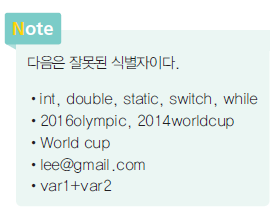 Note
다음은 잘못된 식별자이다.
• int, double, static, switch, while
• 2016olympic, 2014worldcup
• World cup
• lee@gmail.com
• var1+var2